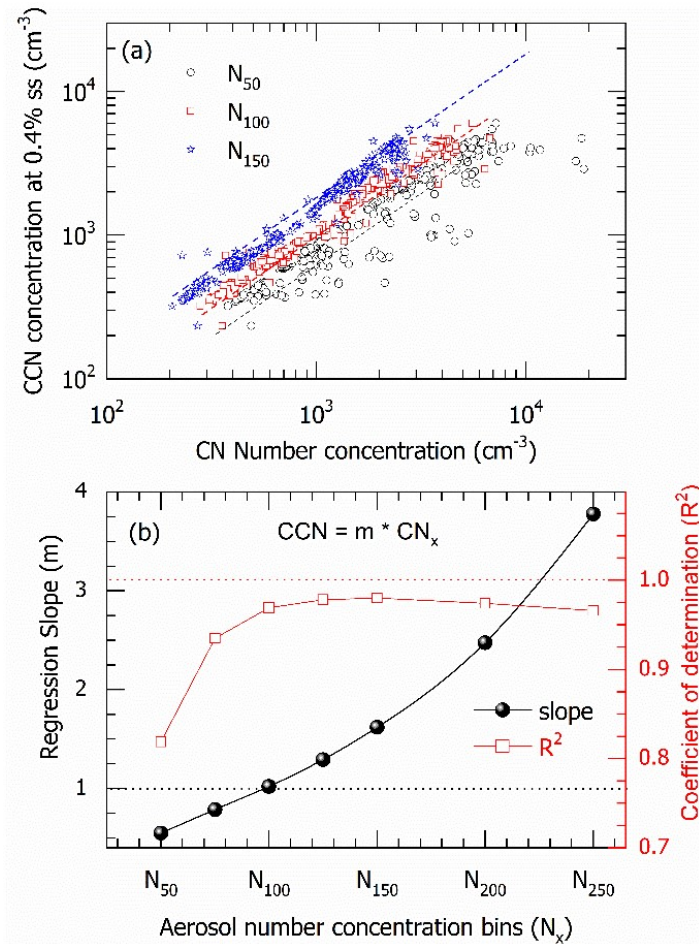 (a)
N50
N100
N150
CCN concentration at 0.4% ss (cm-3)
10^4
10^3
10^2
10^2 10^3 10^4
CN Number concentration (cm-3)
(b) CCN = m * CNx
Regression Slope (m)
4
3
2
1
Coefficient of determination (R2)
1.0
0.9
0.8
0.7
slope
R2
N50 N100 N150 N200 N250
Aerosol number concentration bins (Nx)